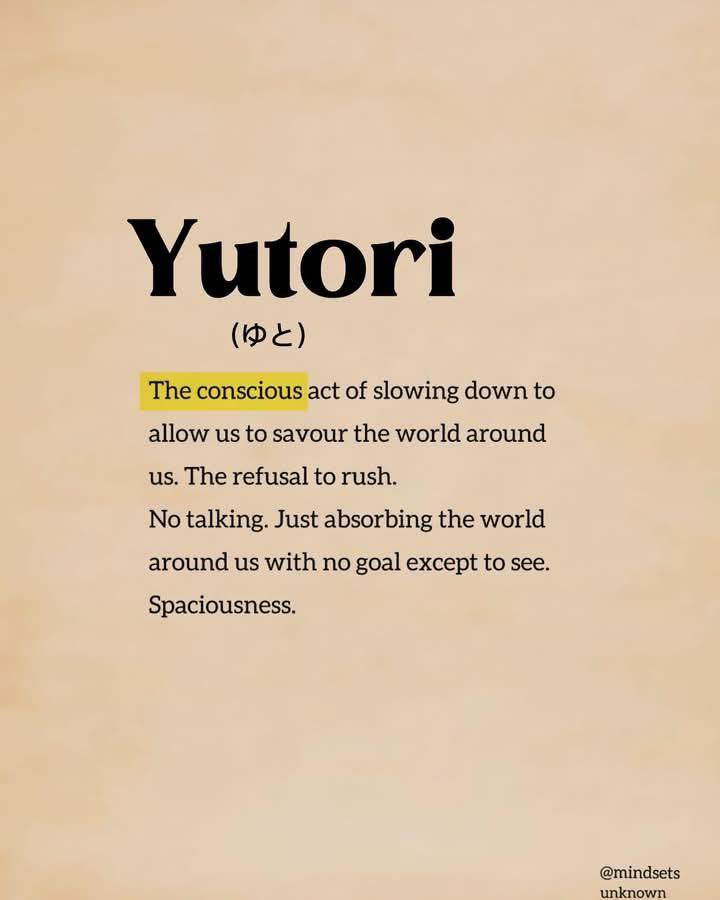 Yutori
(ゆと)
The conscious act of slowing down to
allow us to savour the world around
us. The refusal to rush.
No talking. Just absorbing the world
around us with no goal except to see.
Spaciousness.
@mindsets
unknown